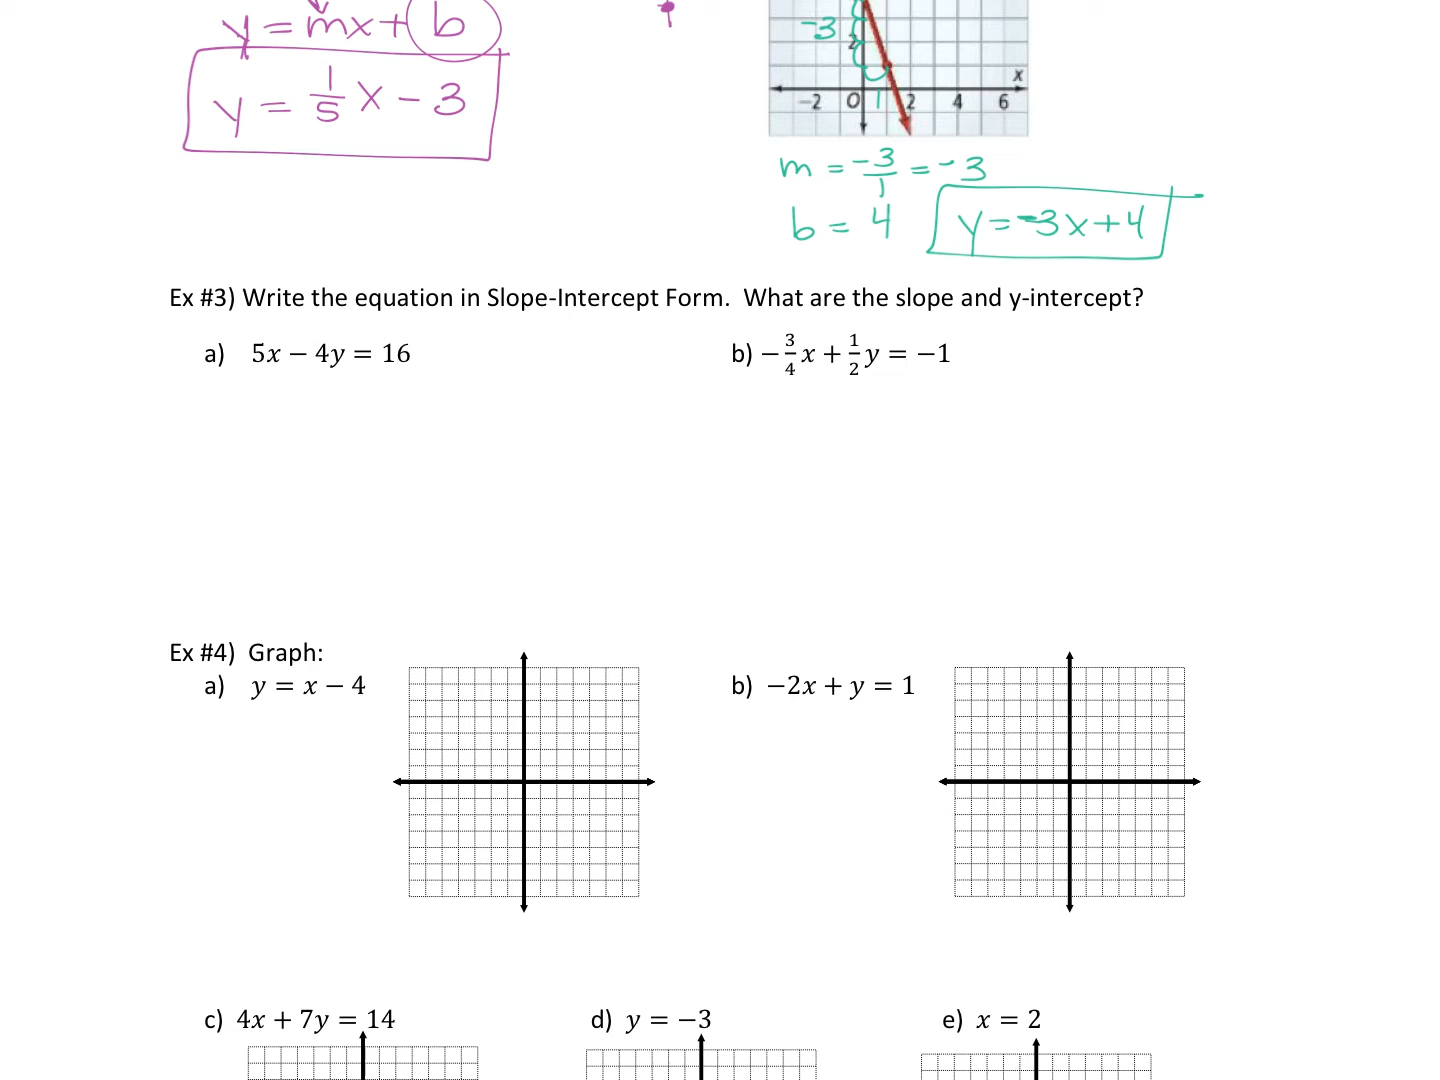 y = mx + b
y = 1/5 x − 3
−3
2
x
−2 O 1 2 4 6
m = −3/1 = −3
b = 4 y = −3x + 4
Ex #3) Write the equation in Slope-Intercept Form. What are the slope and y-intercept?
a) 5x − 4y = 16 b) −3/4 x + 1/2 y = −1
Ex #4) Graph:
a) y = x − 4 b) −2x + y = 1
c) 4x + 7y = 14 d) y = −3 e) x = 2